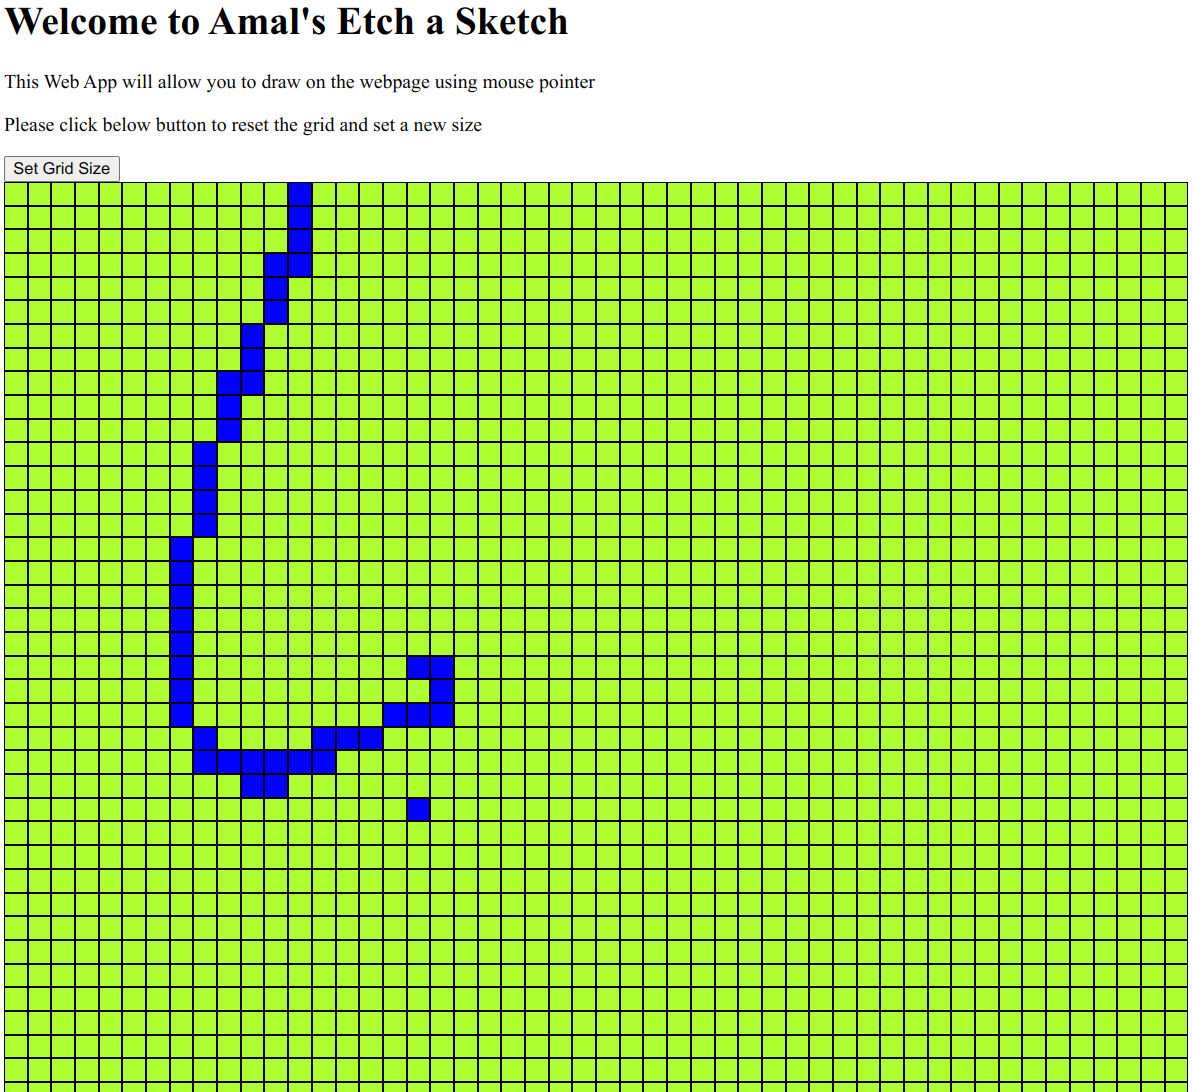 Welcome to Amal's Etch a Sketch
This Web App will allow you to draw on the webpage using mouse pointer
Please click below button to reset the grid and set a new size
Set Grid Size